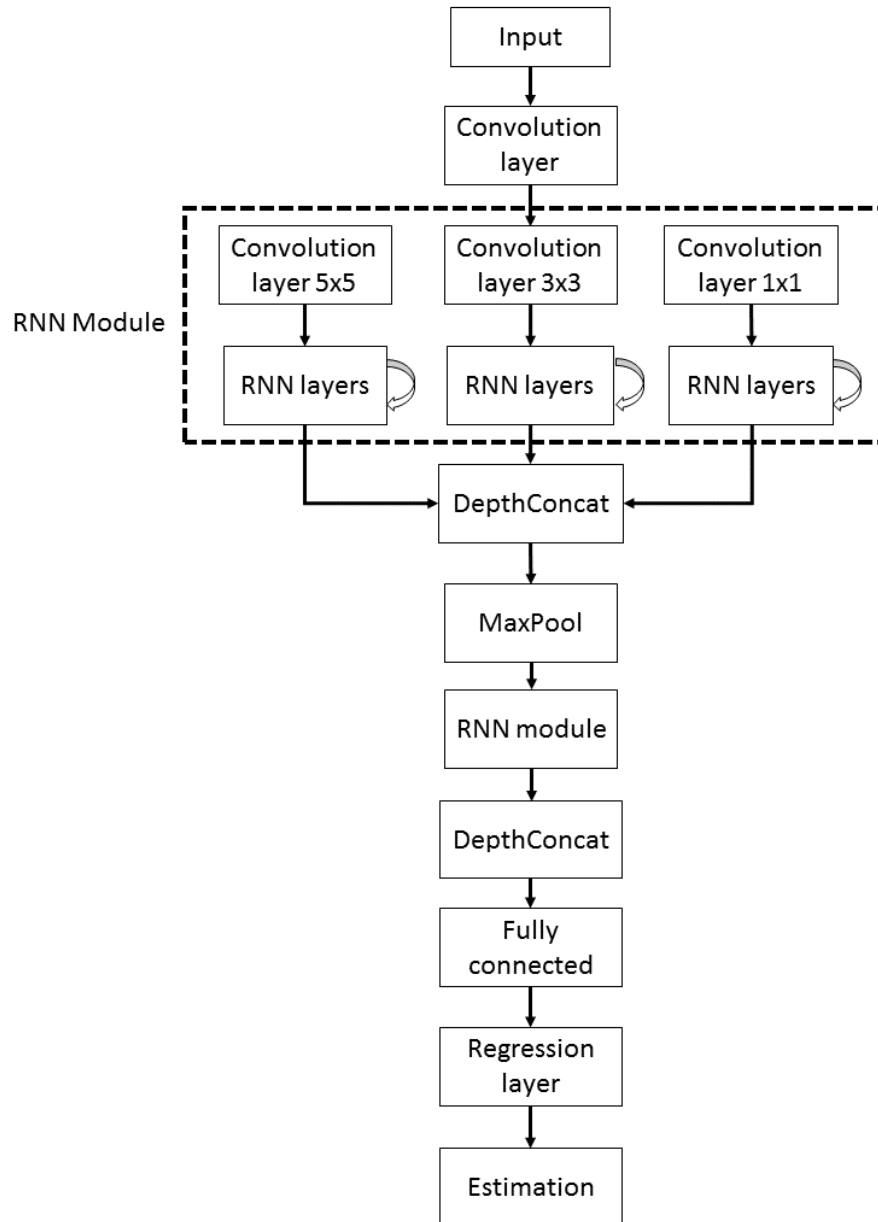 Input
Convolution
layer
Convolution
layer 5x5
Convolution
layer 3x3
Convolution
layer 1x1
RNN Module
RNN layers
RNN layers
RNN layers
DepthConcat
MaxPool
RNN module
DepthConcat
Fully
connected
Regression
layer
Estimation